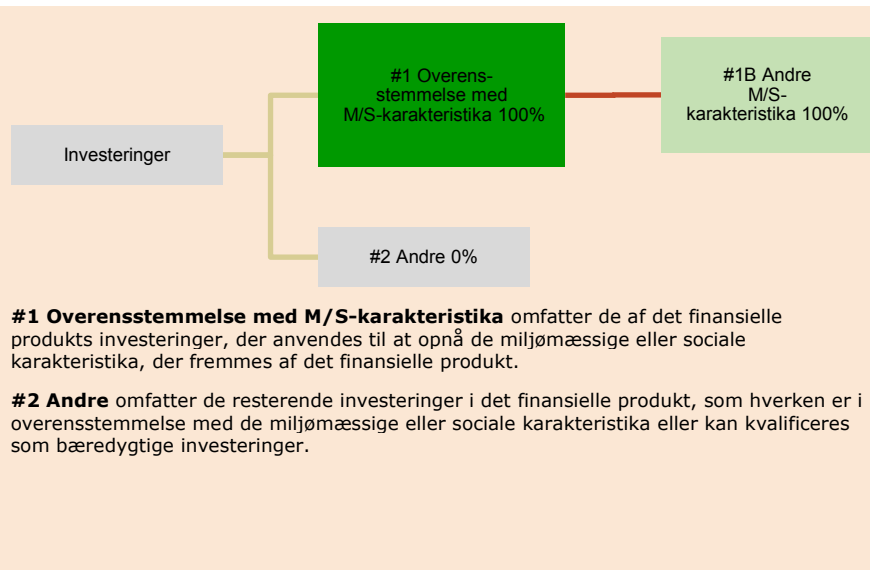 #1 Overens-
stemmelse med
M/S-karakteristika 100%
#1B Andre
M/S-
karakteristika 100%
Investeringer
#2 Andre 0%
#1 Overensstemmelse med M/S-karakteristika omfatter de af det finansielle
produkts investeringer, der anvendes til at opnå de miljømæssige eller sociale
karakteristika, der fremmes af det finansielle produkt.
#2 Andre omfatter de resterende investeringer i det finansielle produkt, som hverken er i
overensstemmelse med de miljømæssige eller sociale karakteristika eller kan kvalificeres
som bæredygtige investeringer.